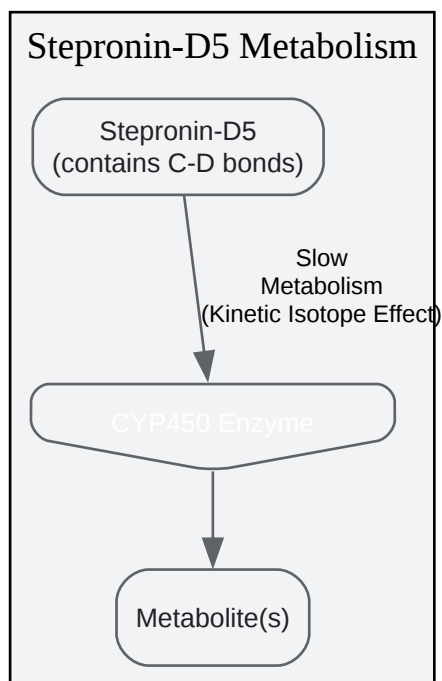 Stepronin-D5 Metabolism
Stepronin-D5
(contains C-D bonds)
Slow
Metabolism
(Kinetic Isotope Effect)
CYP450 Enzyme
Metabolite(s)